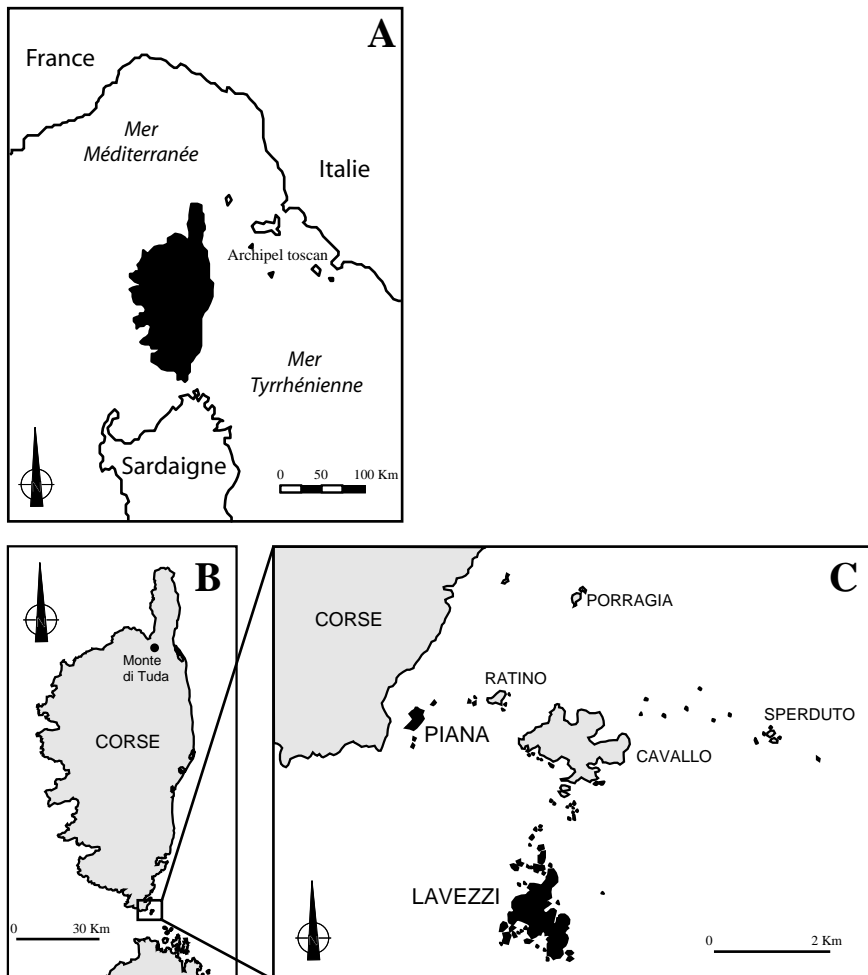 A
France
Mer
Méditerranée
Italie
Archipel toscan
Mer
Tyrrhénienne
Sardaigne
0 50 100 Km
B
Monte
di Tuda
CORSE
0 30 Km
C
CORSE
PORRAGIA
RATINO
PIANA
SPERDUTO
CAVALLO
LAVEZZI
0 2 Km